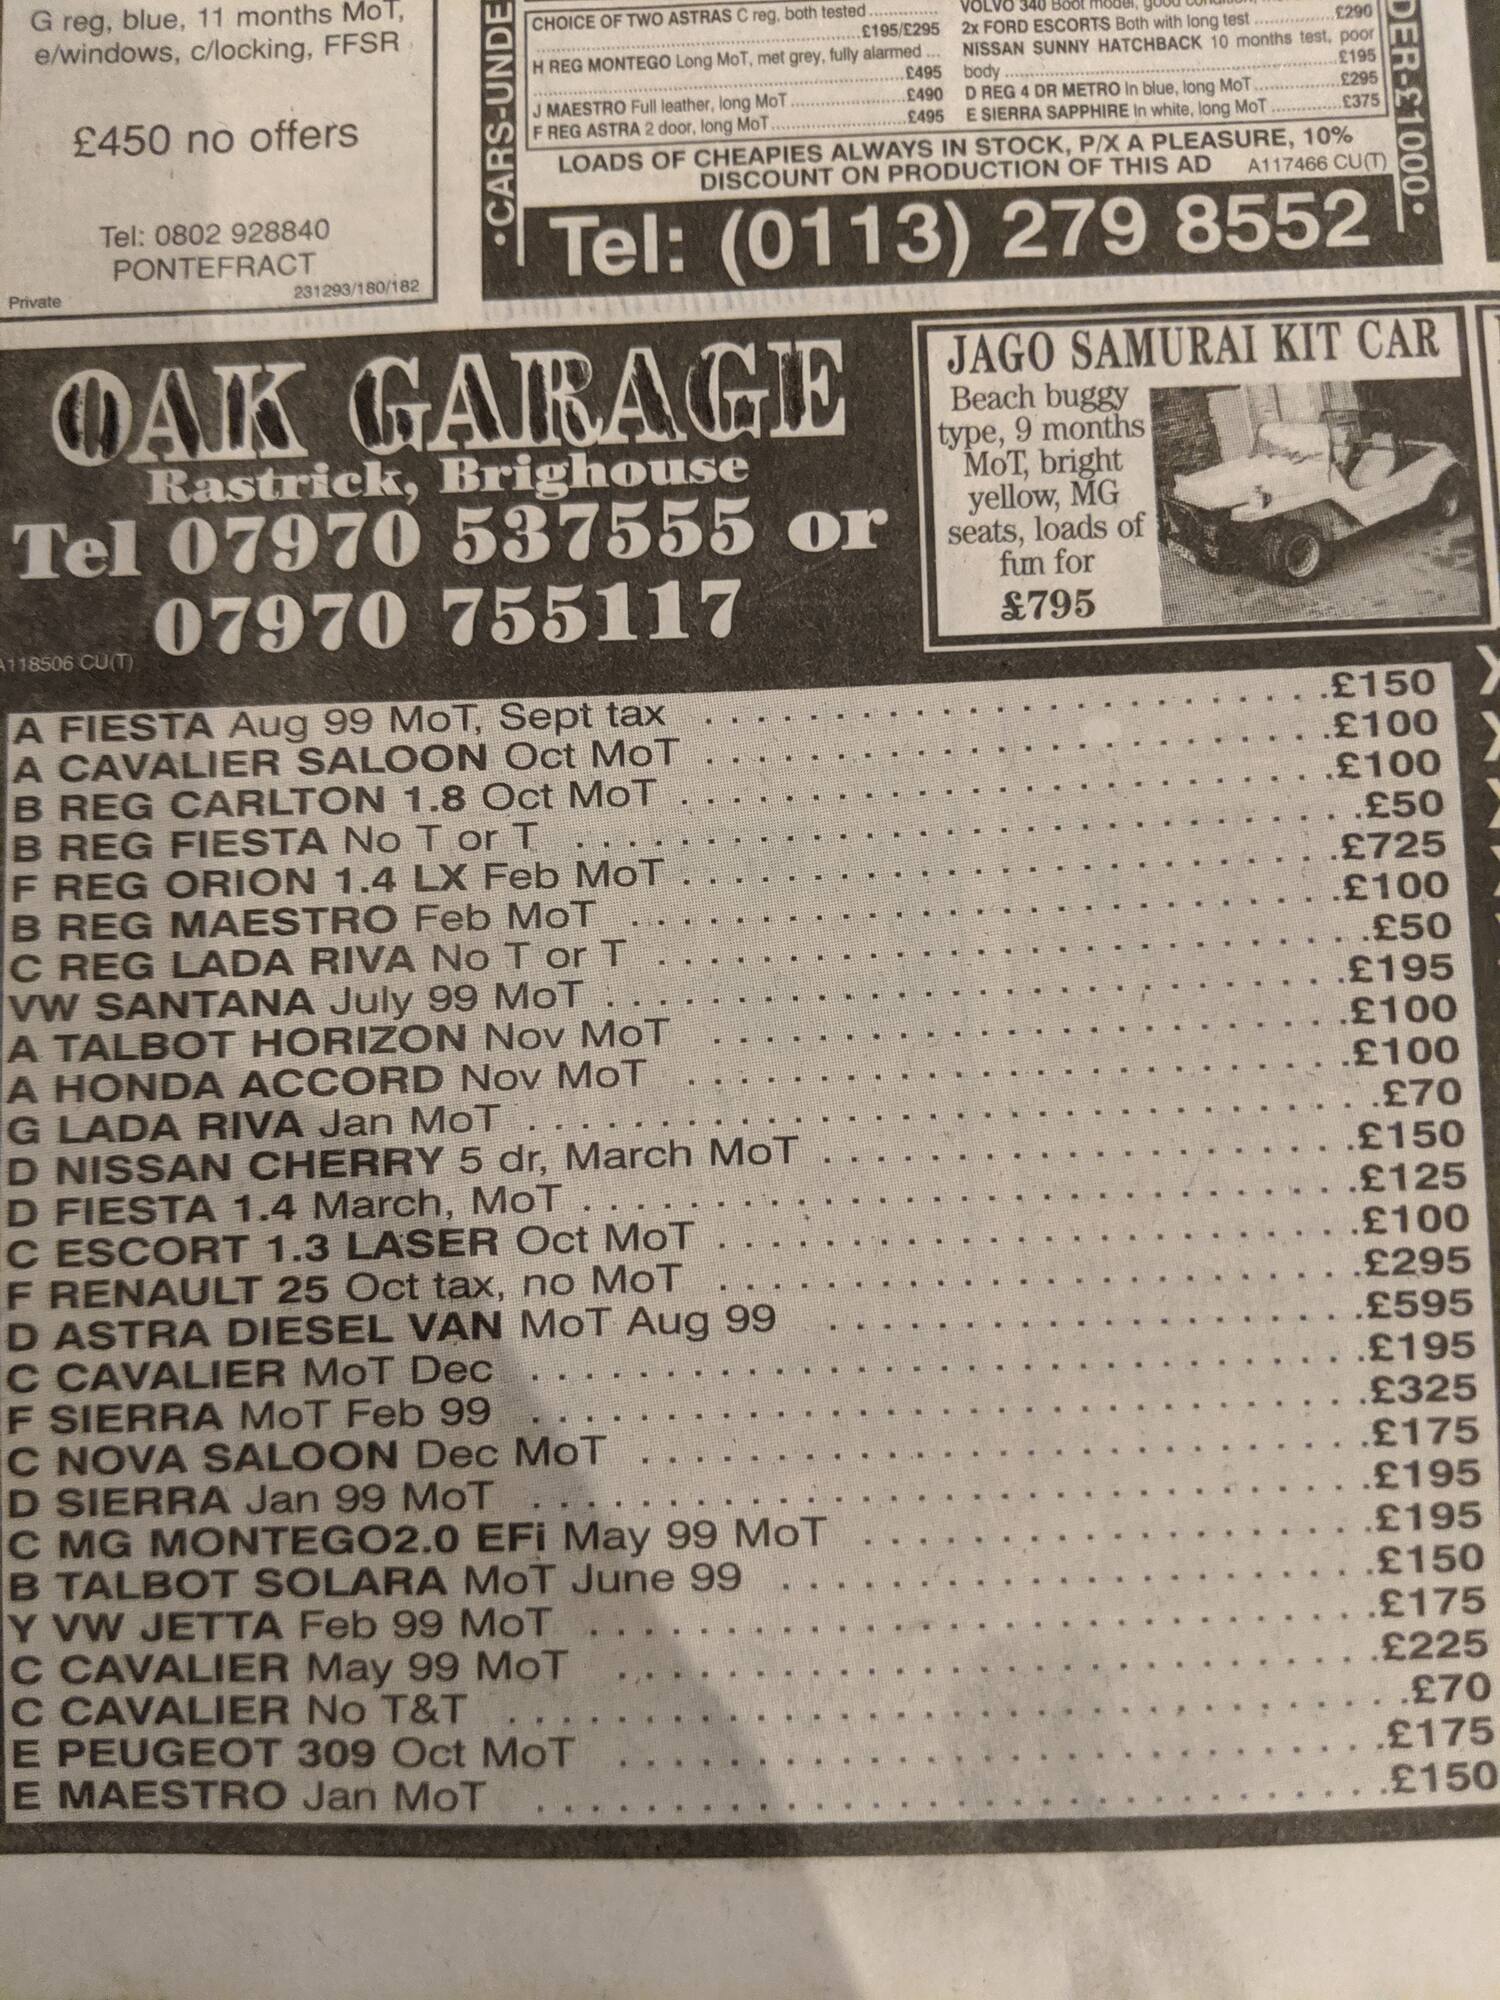 G reg, blue, 11 months MoT,
e/windows, c/locking, FFSR
£450 no offers
Tel: 0802 928840
PONTEFRACT
231293/180/182
Private
·CARS-UNDE
CHOICE OF TWO ASTRAS C reg, both tested ............
............ £195/£295
H REG MONTEGO Long MoT, met grey, fully alarmed ...
............ £495
J MAESTRO Full leather, long MoT ............ £490
F REG ASTRA 2 door, long MoT ............ £495
VOLVO 340 Boot model, good condition,
2x FORD ESCORTS Both with long test ............ £290
NISSAN SUNNY HATCHBACK 10 months test, poor
body ............ £195
D REG 4 DR METRO In blue, long MoT ............ £295
E SIERRA SAPPHIRE In white, long MoT ............ £375
DER-£1000·
LOADS OF CHEAPIES ALWAYS IN STOCK, P/X A PLEASURE, 10%
DISCOUNT ON PRODUCTION OF THIS AD A117466 CU(T)
Tel: (0113) 279 8552
OAK GARAGE
Rastrick, Brighouse
Tel 07970 537555 or
07970 755117
A118506 CU(T)
JAGO SAMURAI KIT CAR
Beach buggy
type, 9 months
MoT, bright
yellow, MG
seats, loads of
fun for
£795
A FIESTA Aug 99 MoT, Sept tax ............ £150
A CAVALIER SALOON Oct MoT ............ £100
B REG CARLTON 1.8 Oct MoT ............ £100
B REG FIESTA No T or T ............ £50
F REG ORION 1.4 LX Feb MoT ............ £725
B REG MAESTRO Feb MoT ............ £100
C REG LADA RIVA No T or T ............ £50
VW SANTANA July 99 MoT ............ £195
A TALBOT HORIZON Nov MoT ............ £100
A HONDA ACCORD Nov MoT ............ £100
G LADA RIVA Jan MoT ............ £70
D NISSAN CHERRY 5 dr, March MoT ............ £150
D FIESTA 1.4 March, MoT ............ £125
C ESCORT 1.3 LASER Oct MoT ............ £100
F RENAULT 25 Oct tax, no MoT ............ £295
D ASTRA DIESEL VAN MoT Aug 99 ............ £595
C CAVALIER MoT Dec ............ £195
F SIERRA MoT Feb 99 ............ £325
C NOVA SALOON Dec MoT ............ £175
D SIERRA Jan 99 MoT ............ £195
C MG MONTEGO2.0 EFi May 99 MoT ............ £195
B TALBOT SOLARA MoT June 99 ............ £150
Y VW JETTA Feb 99 MoT ............ £175
C CAVALIER May 99 MoT ............ £225
C CAVALIER No T&T ............ £70
E PEUGEOT 309 Oct MoT ............ £175
E MAESTRO Jan MoT ............ £150